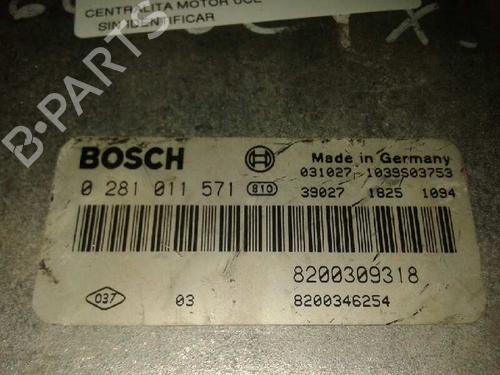 CENTRALITA MOTOR UCE
SIN IDENTIFICAR
B-PARTS
BOSCH
Made in Germany
031027 1039S03753
0 281 011 571 810
39027 1825 1094
8200309318
037 03 8200346254